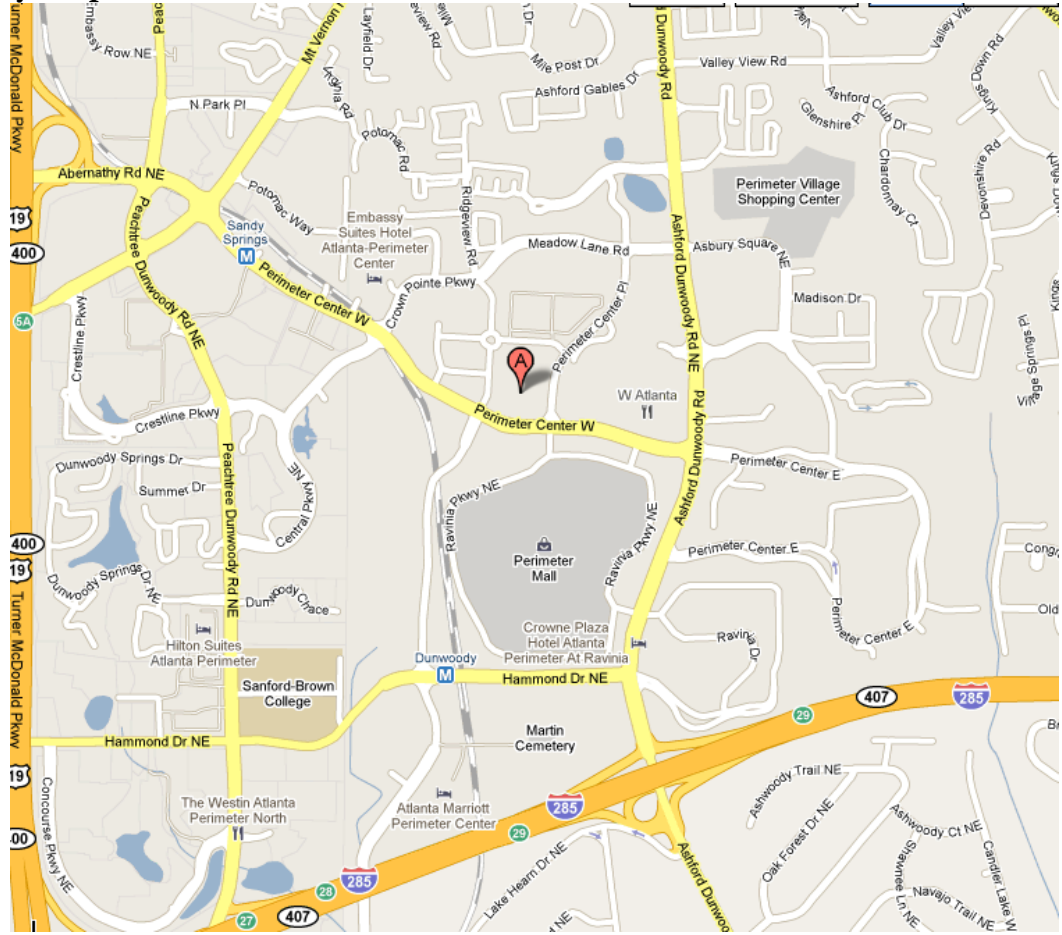 Turner McDonald Pkwy
Embassy Row NE
Mt Vernon
Layfield Dr
Mile Post Dr
Ashford Gables Dr
Dunwoody Rd
Valley View Rd
Kings Down Rd
N Park Pl
Potomac Rd
Ashford Club Dr
Glenshire Pl
Chardonnay Ct
Devonshire Rd
Abernathy Rd NE
19
400
Potomac Way
Ridgeview Rd
Perimeter Village
Shopping Center
Peachtree Dunwoody Rd NE
Sandy
Springs
M
Embassy
Suites Hotel
Atlanta-Perimeter
Center
Meadow Lane Rd
Ashford Dunwoody Rd NE
Asbury Square NE
Perimeter Center W
Crown Pointe Pkwy
Perimeter Center Pl
Madison Dr
5A
Crestline Pkwy
A
W Atlanta
Crestline Pkwy
Perimeter Center W
Ashford Dunwoody Rd
Perimeter Center E
Dunwoody Springs Dr
Summer Dr
Peachtree Dunwoody Rd NE
Central Pkwy NE
Ravinia Pkwy NE
Perimeter
Mall
Ravinia Pkwy NE
Perimeter Center E
400
19
Turner McDonald Pkwy
Dunwoody Springs Dr NE
Dunwoody Chace
Perimeter Center E
Old
Hilton Suites
Atlanta Perimeter
Crowne Plaza
Hotel Atlanta
Perimeter At Ravinia
Ravinia Dr
Sanford-Brown
College
Dunwoody
M
Hammond Dr NE
407
285
29
Hammond Dr NE
Martin
Cemetery
19
Concourse Pkwy NE
The Westin Atlanta
Perimeter North
Atlanta Marriott
Perimeter Center
285
29
Ashwoody Trail NE
Oak Forest Dr NE
Ashwoody Ct NE
Candler Lake W
Shawnee Ln NE
Navajo Trail NE
Lake Hearn Dr NE
Ashford Dunwoo
285
28
407
27